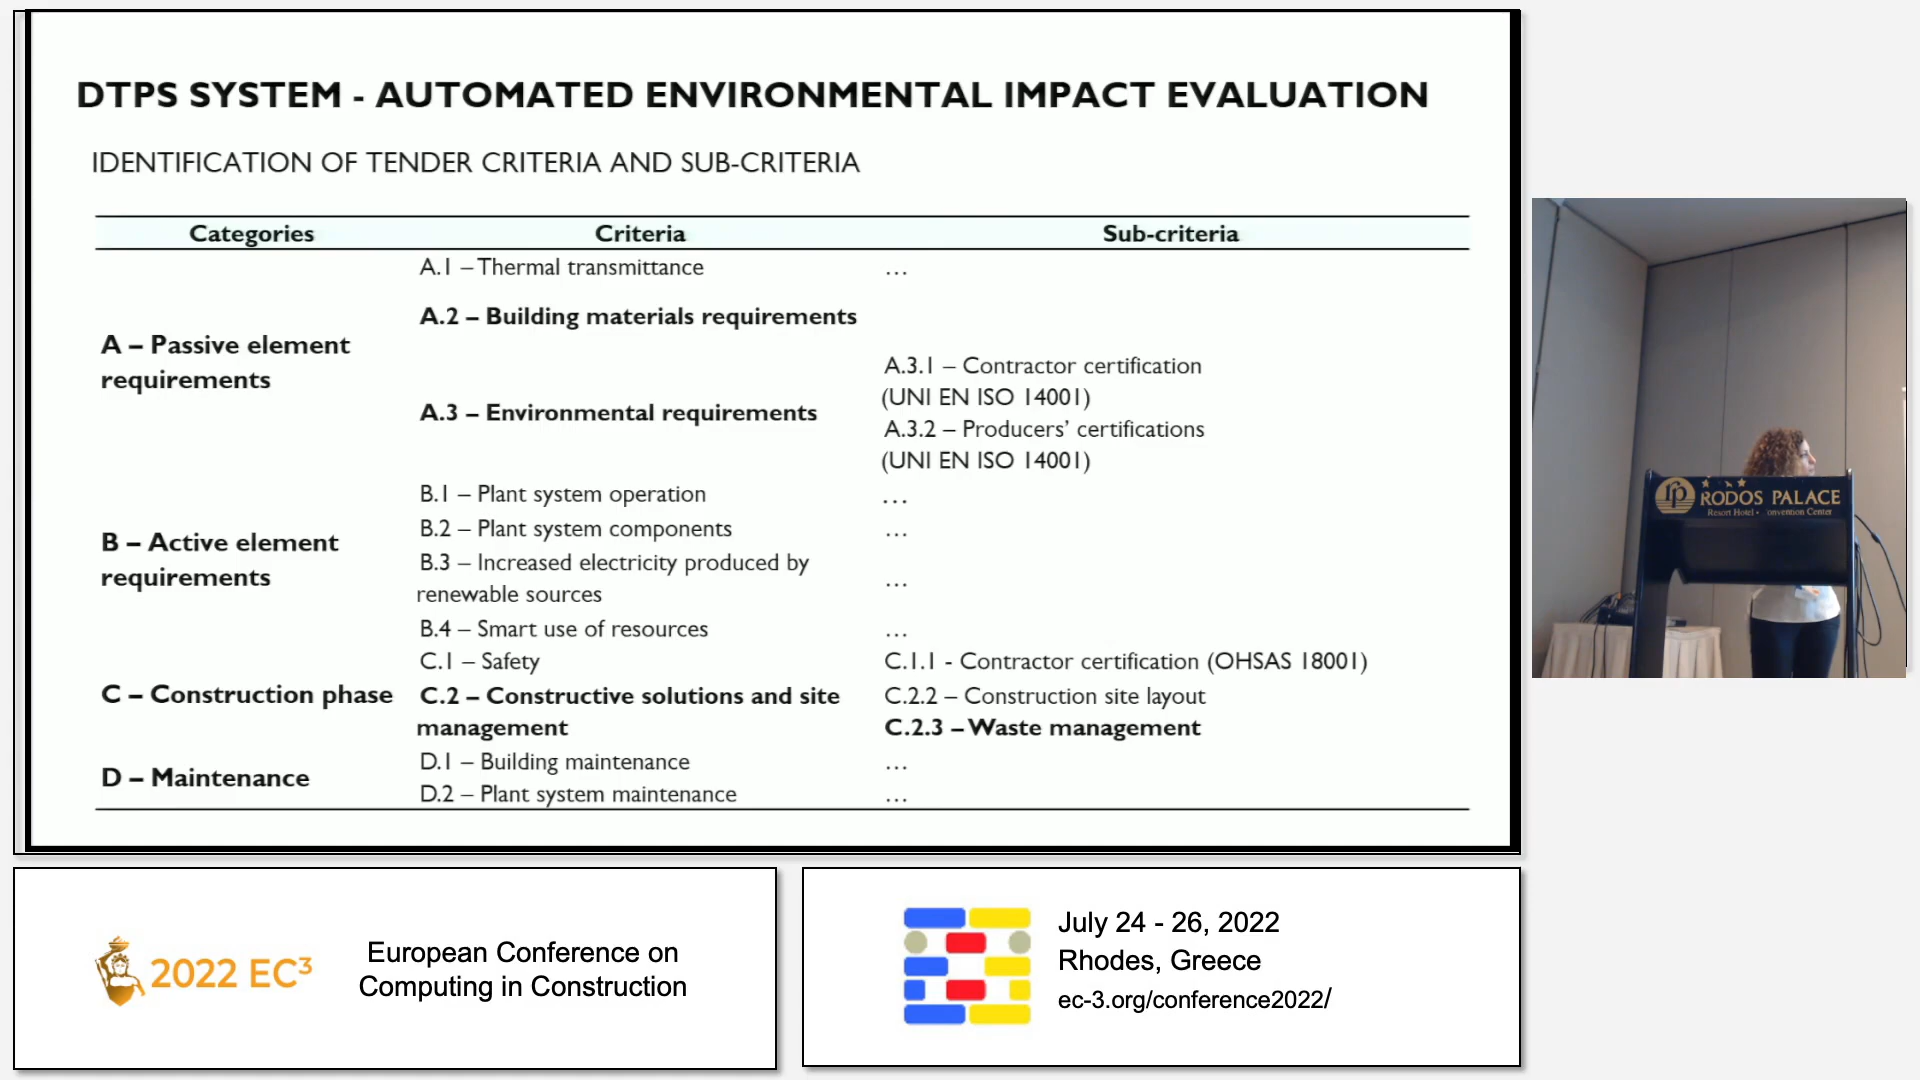 DTPS SYSTEM - AUTOMATED ENVIRONMENTAL IMPACT EVALUATION
IDENTIFICATION OF TENDER CRITERIA AND SUB-CRITERIA
Categories Criteria Sub-criteria
A – Passive element
requirements
A.1 – Thermal transmittance ...
A.2 – Building materials requirements
A.3 – Environmental requirements
A.3.1 – Contractor certification
(UNI EN ISO 14001)
A.3.2 – Producers’ certifications
(UNI EN ISO 14001)
B – Active element
requirements
B.1 – Plant system operation ...
B.2 – Plant system components ...
B.3 – Increased electricity produced by
renewable sources
...
B.4 – Smart use of resources ...
C – Construction phase
C.1 – Safety C.1.1 - Contractor certification (OHSAS 18001)
C.2 – Constructive solutions and site
management
C.2.2 – Construction site layout
C.2.3 – Waste management
D – Maintenance
D.1 – Building maintenance ...
D.2 – Plant system maintenance ...
rp RODOS PALACE
Resort Hotel • onvention Center
2022 EC³
European Conference on
Computing in Construction
July 24 - 26, 2022
Rhodes, Greece
ec-3.org/conference2022/